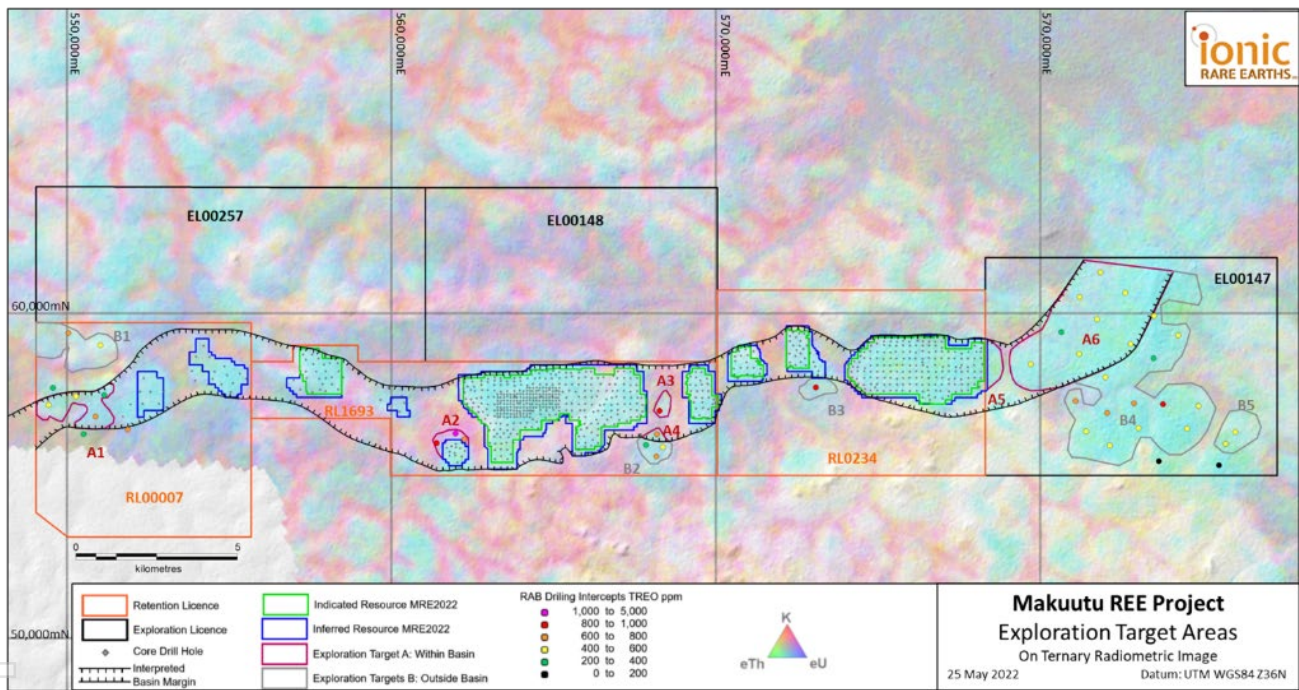 550,000mE
560,000mE
570,000mE
570,000mE
ionic
RARE EARTHS
EL00257
EL00148
EL00147
60,000mN
B1
A6
A3
A5
B3
RL1693
A2
A4
B4
B5
A1
B2
RL0234
RL00007
0 5
kilometres
50,000mN
Retention Licence
Exploration Licence
Core Drill Hole
Interpreted
Basin Margin
Indicated Resource MRE2022
Inferred Resource MRE2022
Exploration Target A: Within Basin
Exploration Targets B: Outside Basin
RAB Driling Intercepts TREO ppm
1,000 to 5,000
800 to 1,000
600 to 800
400 to 600
200 to 400
0 to 200
K
eTh eU
Makuutu REE Project
Exploration Target Areas
On Ternary Radiometric Image
25 May 2022 Datum: UTM WGS84 Z36N